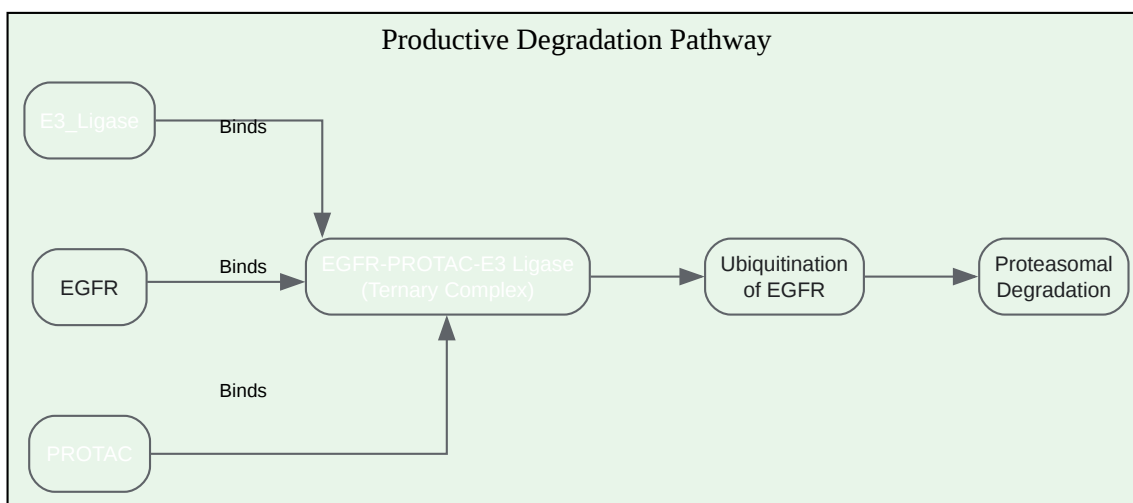 Productive Degradation Pathway
E3_Ligase
Binds
EGFR
Binds
EGFR-PROTAC-E3 Ligase
(Ternary Complex)
Ubiquitination
of EGFR
Proteasomal
Degradation
Binds
PROTAC